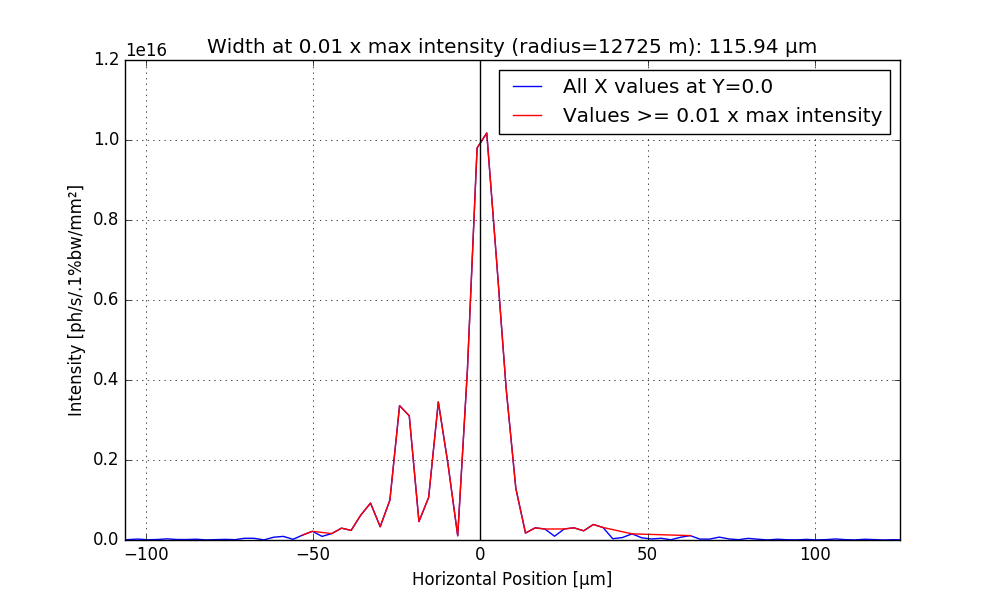 Width at 0.01 x max intensity (radius=12725 m): 115.94 µm
1e16
1.2
All X values at Y=0.0
Values >= 0.01 x max intensity
1.0
0.8
0.6
0.4
0.2
0.0
Intensity [ph/s/.1%bw/mm²]
−100 −50 0 50 100
Horizontal Position [µm]